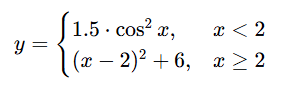 y = { 1.5 · cos² x, x < 2
(x − 2)² + 6, x ≥ 2